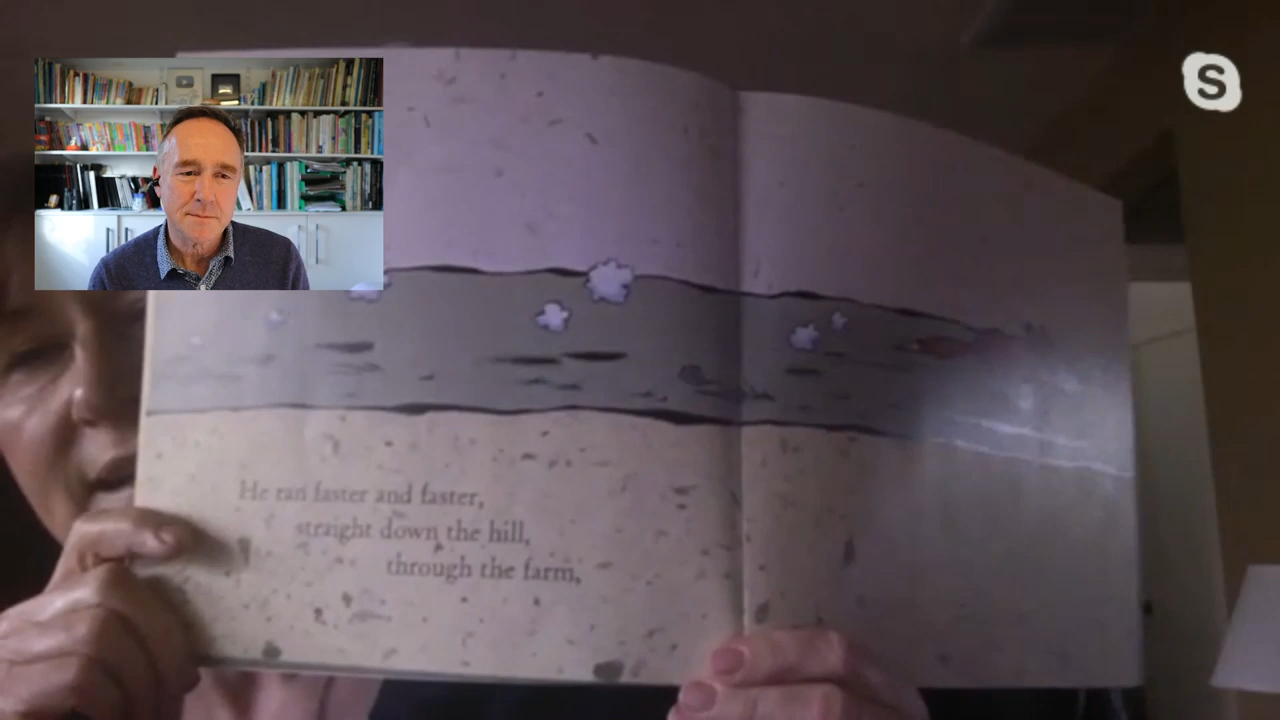 S
He ran faster and faster,
straight down the hill,
through the farm,